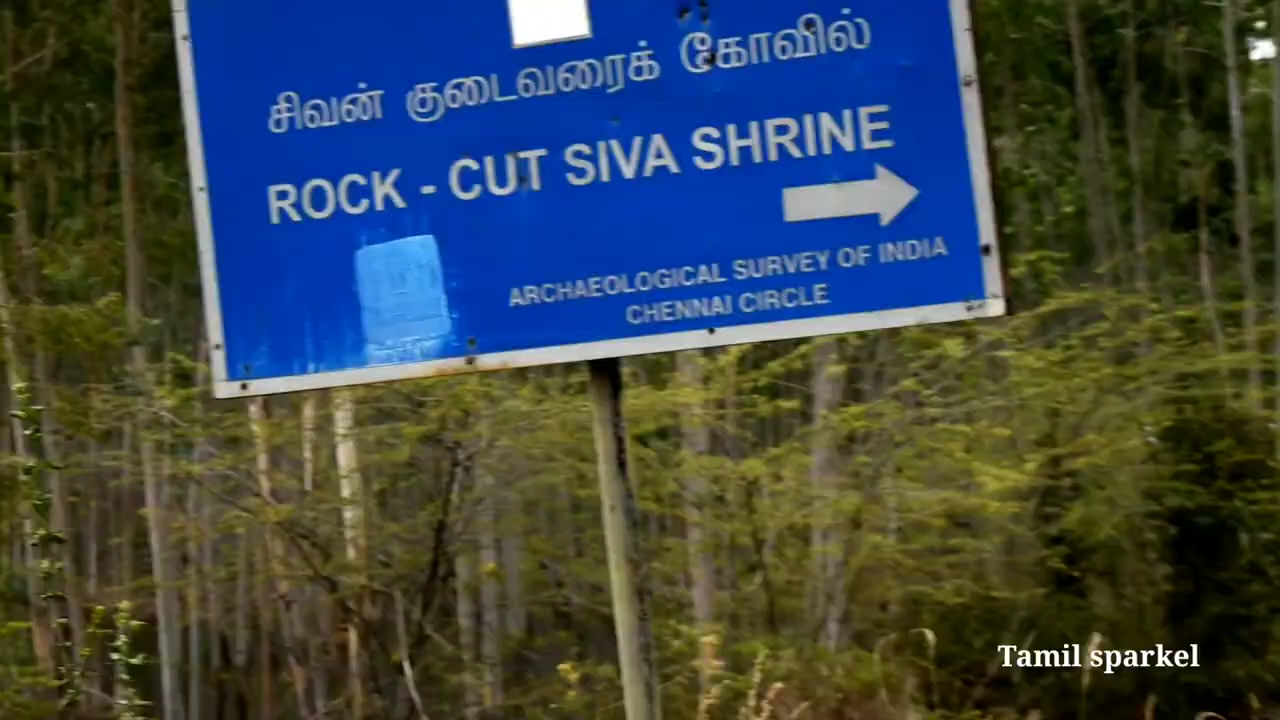 சிவன் குடைவரைக் கோவில்
ROCK - CUT SIVA SHRINE
ARCHAEOLOGICAL SURVEY OF INDIA
CHENNAI CIRCLE
Tamil sparkel